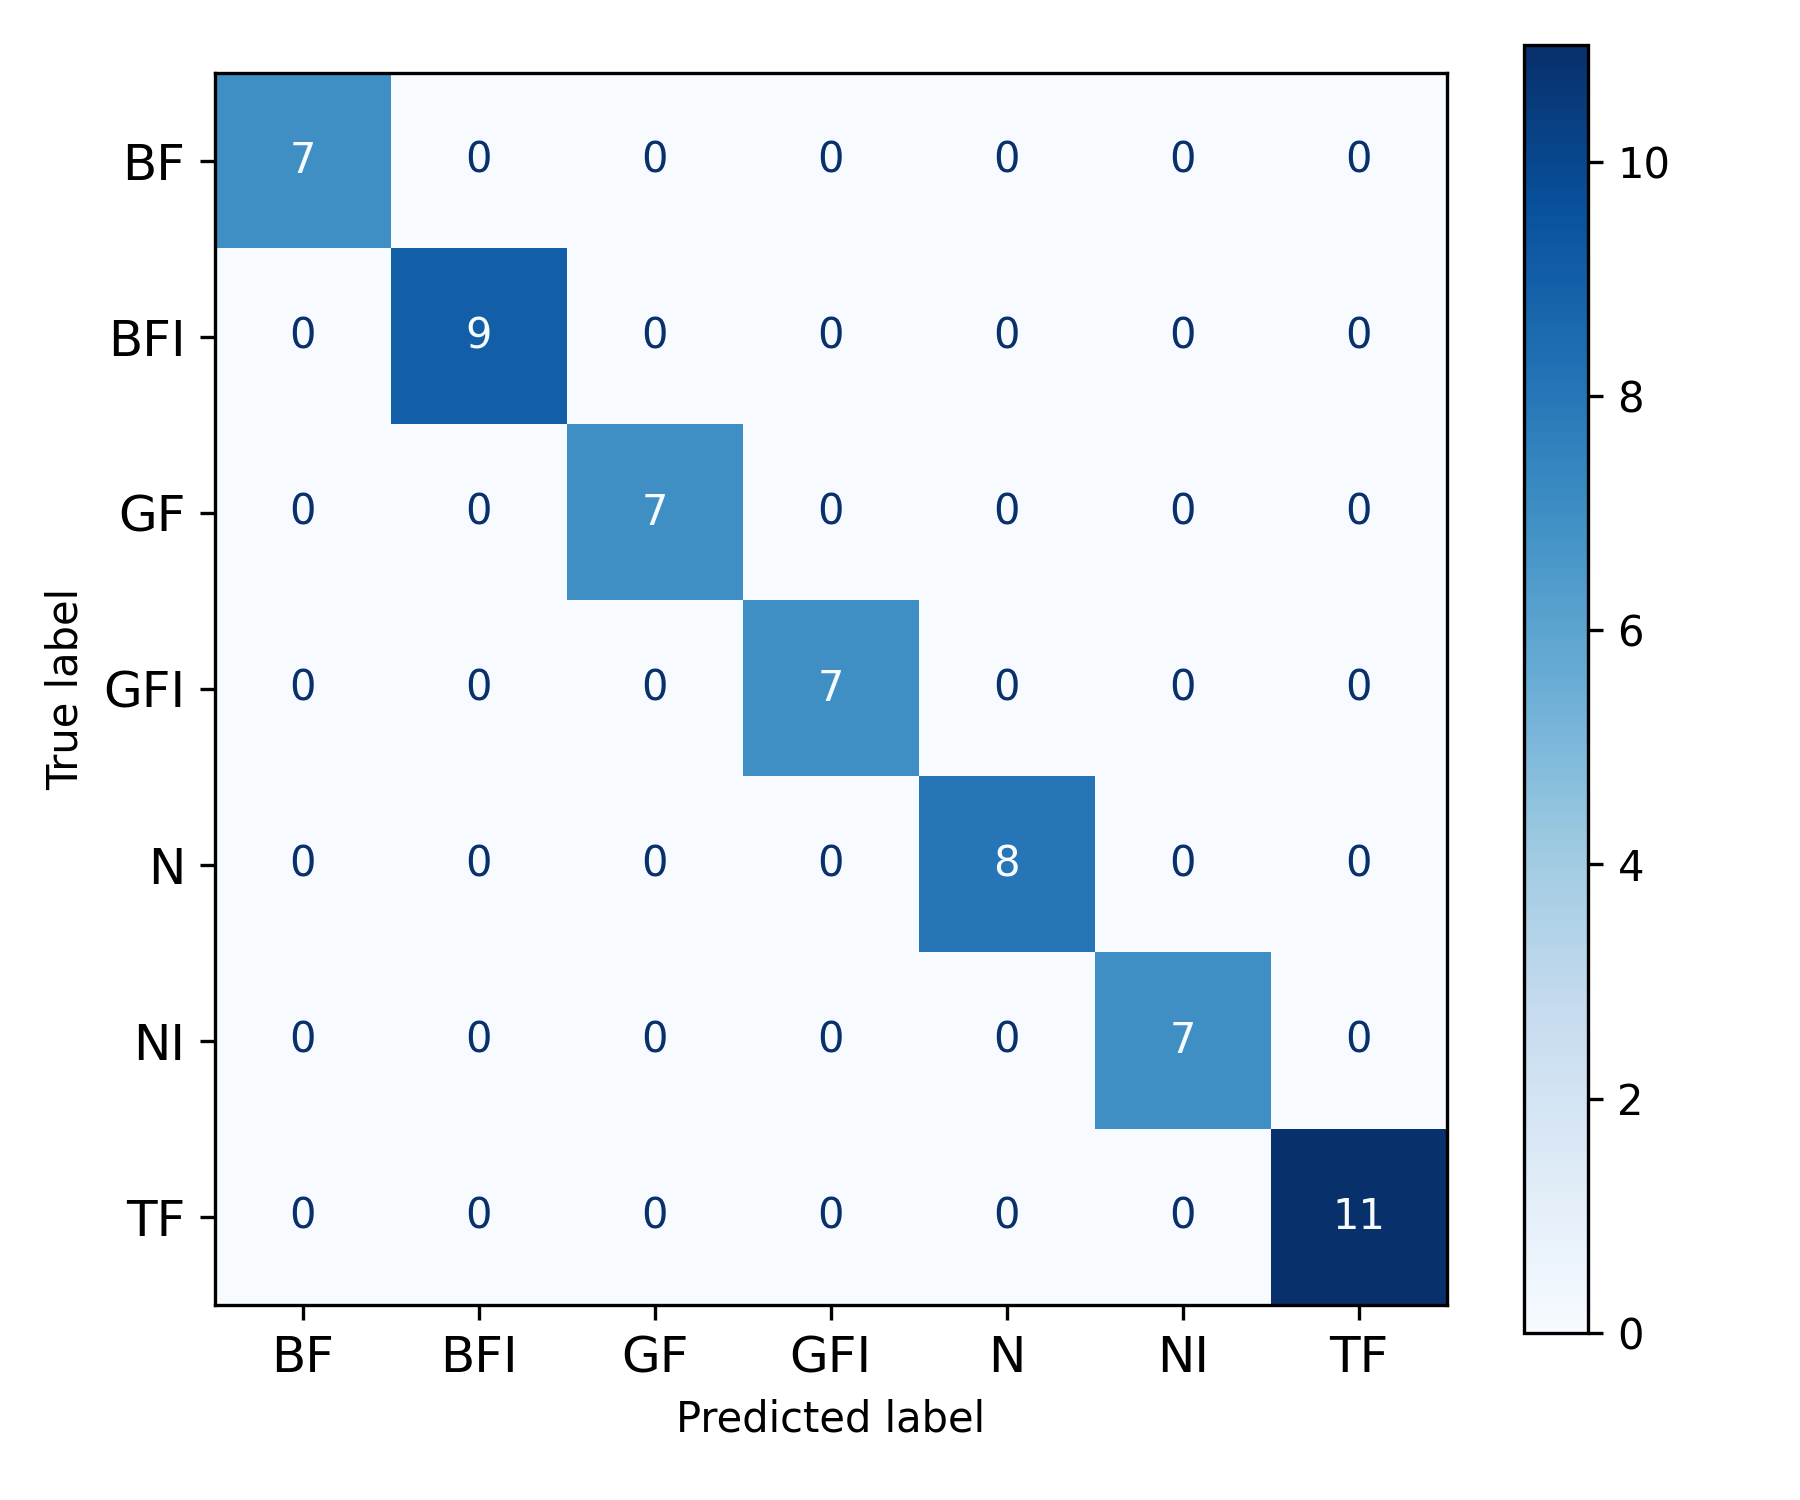 BF 7 0 0 0 0 0 0
BFI 0 9 0 0 0 0 0
GF 0 0 7 0 0 0 0
GFI 0 0 0 7 0 0 0
N 0 0 0 0 8 0 0
NI 0 0 0 0 0 7 0
TF 0 0 0 0 0 0 11
BF BFI GF GFI N NI TF
Predicted label
True label
10
8
6
4
2
0